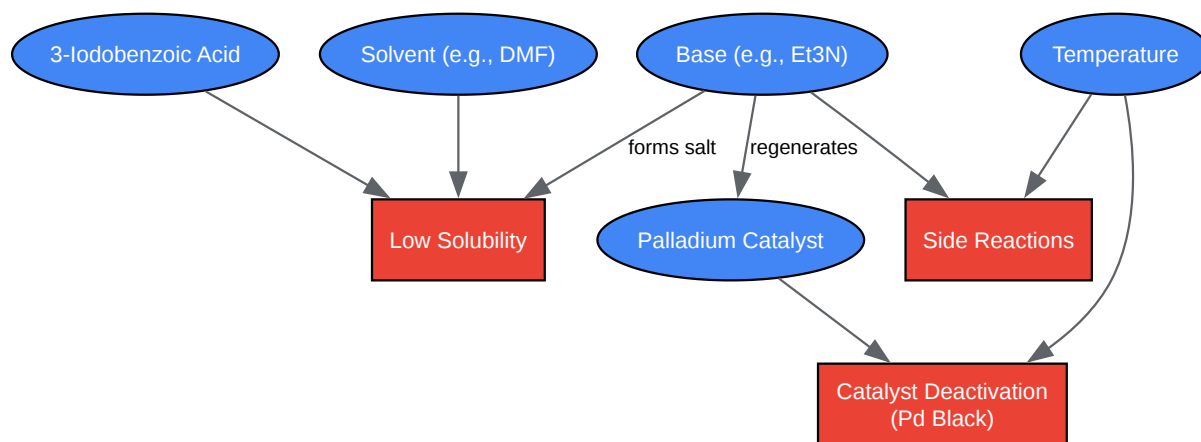 3-Iodobenzoic Acid
Solvent (e.g., DMF)
Base (e.g., Et3N)
Temperature
forms salt
regenerates
Low Solubility
Palladium Catalyst
Side Reactions
Catalyst Deactivation
(Pd Black)